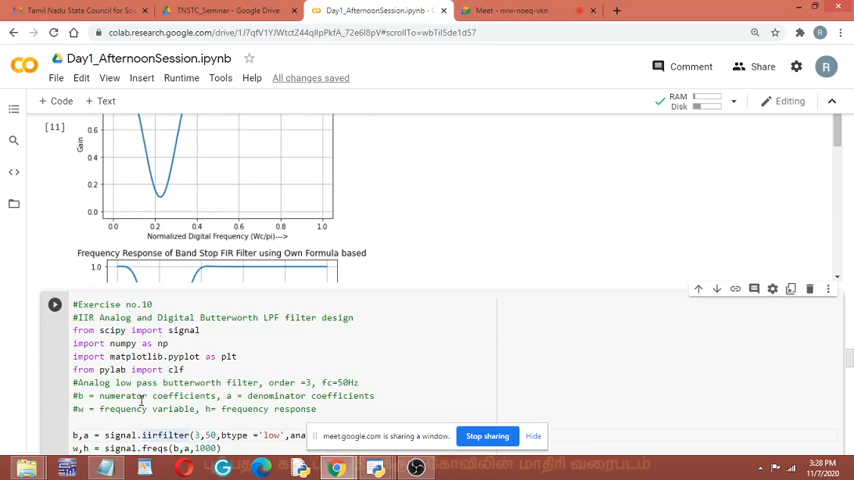 Tamil Nadu State Council for Scie
TNSTC_Seminar - Google Drive
Day1_AfternoonSession.ipynb - C
Meet - nvw-noeq-vkn
colab.research.google.com/drive/
Day1_AfternoonSession.ipynb
Comment
Share
R
File Edit View Insert Runtime Tools Help All changes saved
+ Code + Text
RAM
Disk
Editing
[11]
Gain
0.6
0.4
0.2
0.0
0.0 0.2 0.4 0.6 0.8 1.0
Normalized Digital Frequency (Wc/pi)--->
Frequency Response of Band Stop FIR Filter using Own Formula based
1.0
#Exercise no.10
#IIR Analog and Digital Butterworth LPF filter design
from scipy import signal
import numpy as np
import matplotlib.pyplot as plt
from pylab import clf
#Analog low pass butterworth filter, order =3, fc=50Hz
#b = numerator coefficients, a = denominator coefficients
#w = frequency variable, h= frequency response
b,a = signal.iirfilter(3,50,btype ='low',ana
w,h = signal.freqs(b,a,1000)
meet.google.com is sharing a window.
Stop sharing
Hide
மாதிரி வரைபடம்
3:28 PM
11/7/2020